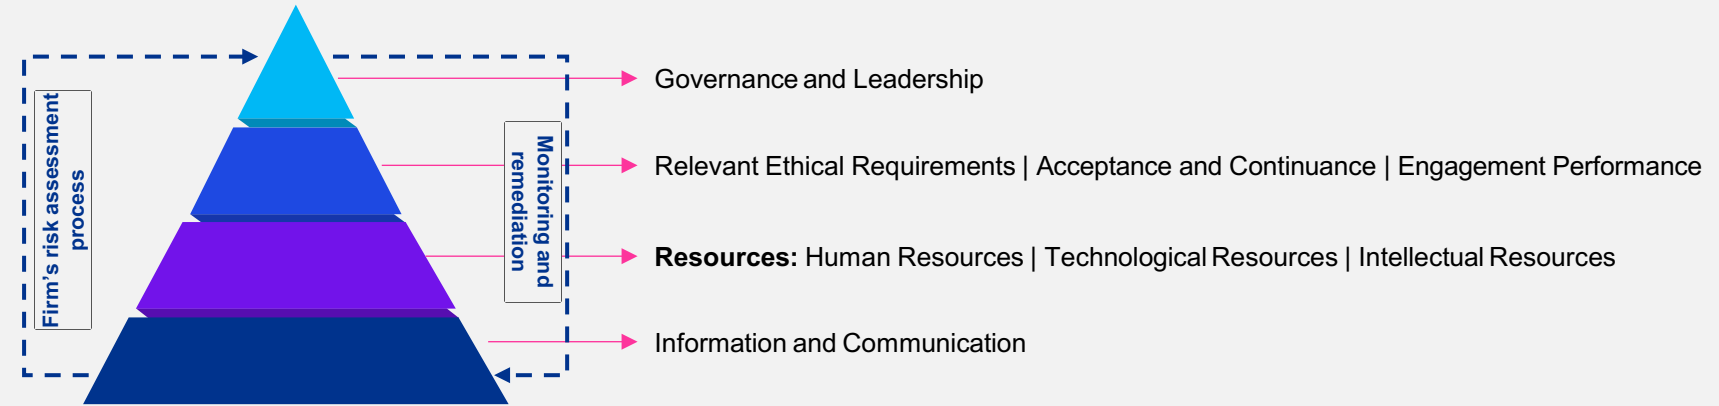 Governance and Leadership
Firm's risk assessment
process
Monitoring and
remediation
Relevant Ethical Requirements | Acceptance and Continuance | Engagement Performance
Resources: Human Resources | Technological Resources | Intellectual Resources
Information and Communication